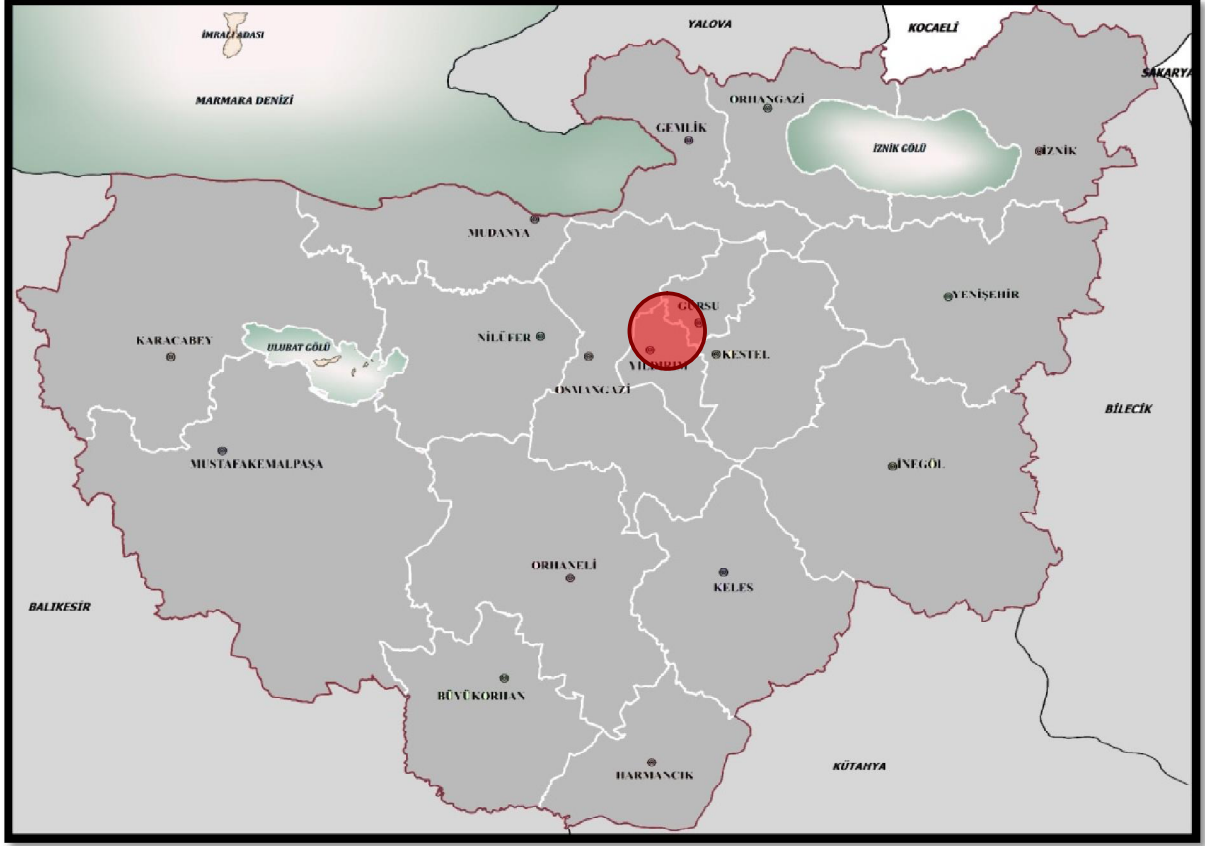 YALOVA
KOCAELİ
İMRALI ADASI
SAKARYA
MARMARA DENİZİ
ORHANGAZİ
GEMLİK
İZNİK GÖLÜ
İZNİK
MUDANYA
YENİŞEHİR
GÜRSU
KARACABEY
ULUBAT GÖLÜ
NİLÜFER
KESTEL
YILDIRIM
OSMANGAZİ
BİLECİK
MUSTAFAKEMALPAŞA
İNEGÖL
ORHANELİ
KELES
BALIKESİR
BÜYÜKORHAN
KÜTAHYA
HARMANCIK